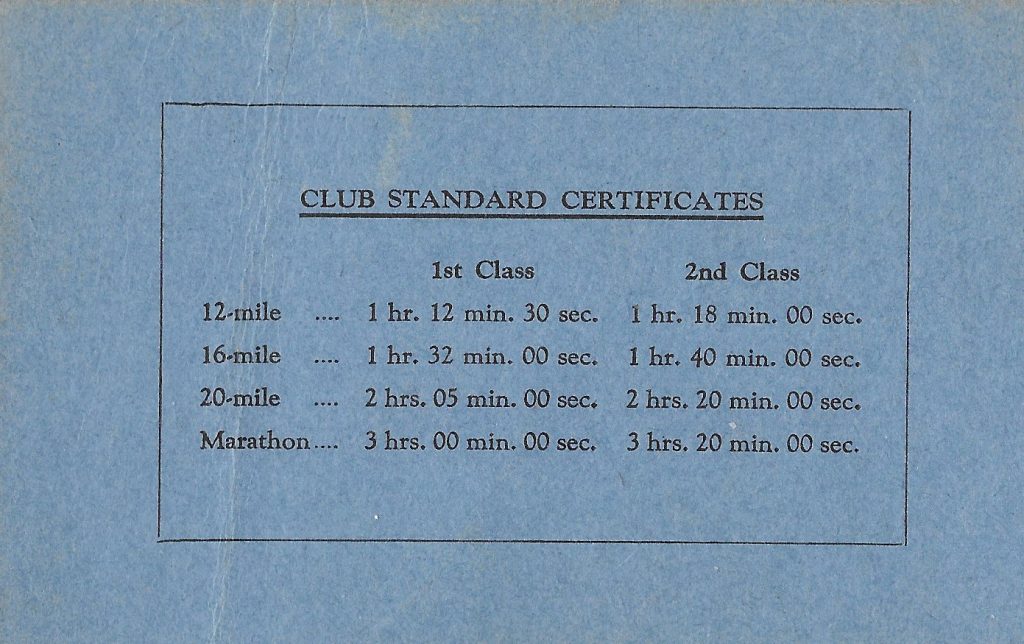 CLUB STANDARD CERTIFICATES
1st Class 2nd Class
12-mile .... 1 hr. 12 min. 30 sec. 1 hr. 18 min. 00 sec.
16-mile .... 1 hr. 32 min. 00 sec. 1 hr. 40 min. 00 sec.
20-mile .... 2 hrs. 05 min. 00 sec. 2 hrs. 20 min. 00 sec.
Marathon .... 3 hrs. 00 min. 00 sec. 3 hrs. 20 min. 00 sec.